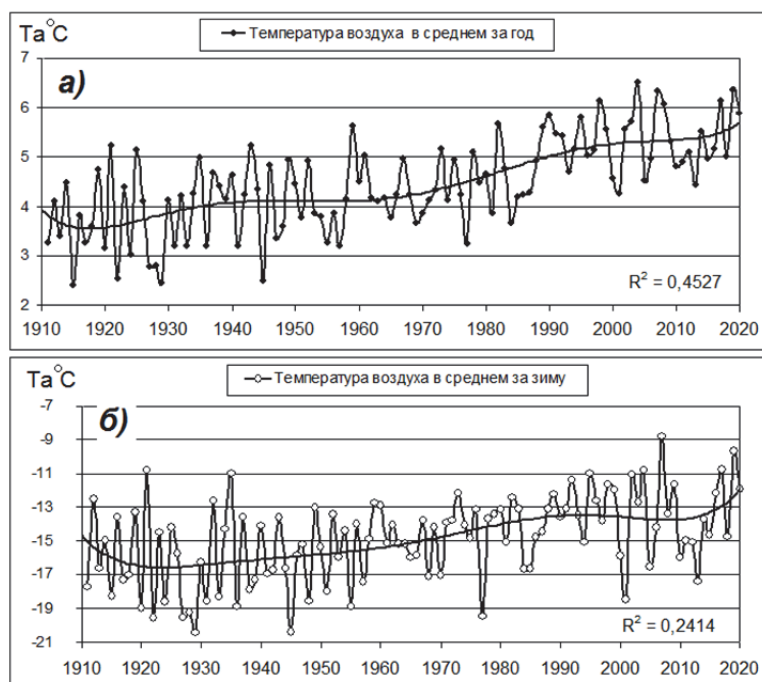 Ta°C
Температура воздуха в среднем за год
а)
7
6
5
4
3
2
R² = 0,4527
1910 1920 1930 1940 1950 1960 1970 1980 1990 2000 2010 2020
Ta°C
Температура воздуха в среднем за зиму
б)
-7
-9
-11
-13
-15
-17
-19
-21
R² = 0,2414
1910 1920 1930 1940 1950 1960 1970 1980 1990 2000 2010 2020